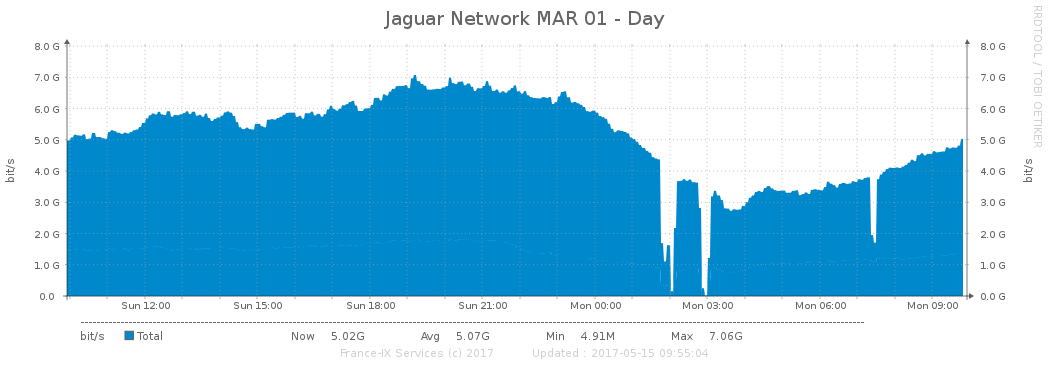 Jaguar Network MAR 01 - Day
RRDTOOL / TOBI OETIKER
8.0 G 8.0 G
7.0 G 7.0 G
6.0 G 6.0 G
5.0 G 5.0 G
4.0 G 4.0 G
3.0 G 3.0 G
2.0 G 2.0 G
1.0 G 1.0 G
0.0 0.0 G
bit/s
bit/s
Sun 12:00 Sun 15:00 Sun 18:00 Sun 21:00 Mon 00:00 Mon 03:00 Mon 06:00 Mon 09:00
bit/s Total Now 5.02G Avg 5.07G Min 4.91M Max 7.06G
France-IX Services (c) 2017 Updated : 2017-05-15 09:55:04